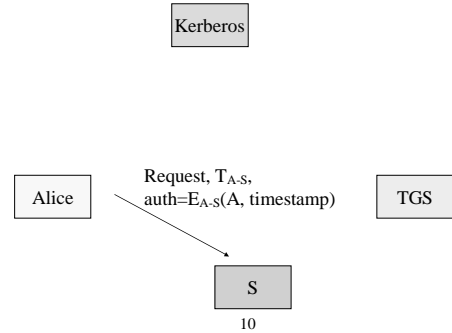 Kerberos
Request, T_A-S,
auth=E_A-S(A, timestamp)
Alice
TGS
S
10